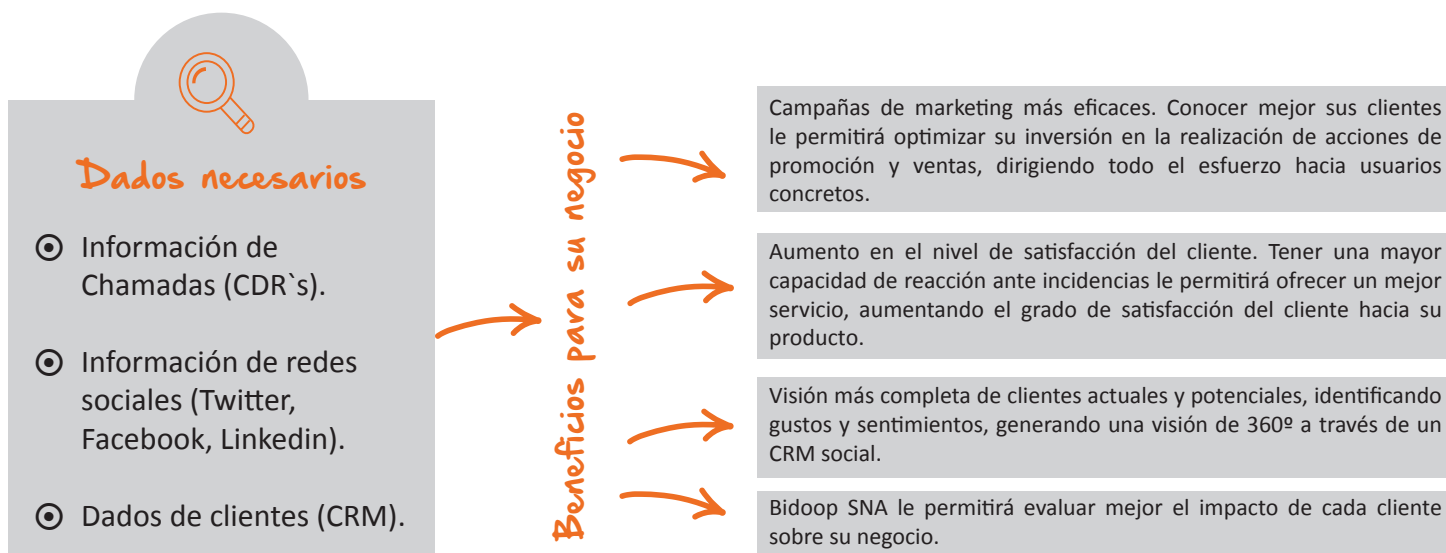 Dados necesarios
Información de
Chamadas (CDR`s).
Información de redes
sociales (Twitter,
Facebook, Linkedin).
Dados de clientes (CRM).
Beneficios para su negocio
Campañas de marketing más eficaces. Conocer mejor sus clientes
le permitirá optimizar su inversión en la realización de acciones de
promoción y ventas, dirigiendo todo el esfuerzo hacia usuarios
concretos.
Aumento en el nivel de satisfacción del cliente. Tener una mayor
capacidad de reacción ante incidencias le permitirá ofrecer un mejor
servicio, aumentando el grado de satisfacción del cliente hacia su
producto.
Visión más completa de clientes actuales y potenciales, identificando
gustos y sentimientos, generando una visión de 360º a través de un
CRM social.
Bidoop SNA le permitirá evaluar mejor el impacto de cada cliente
sobre su negocio.